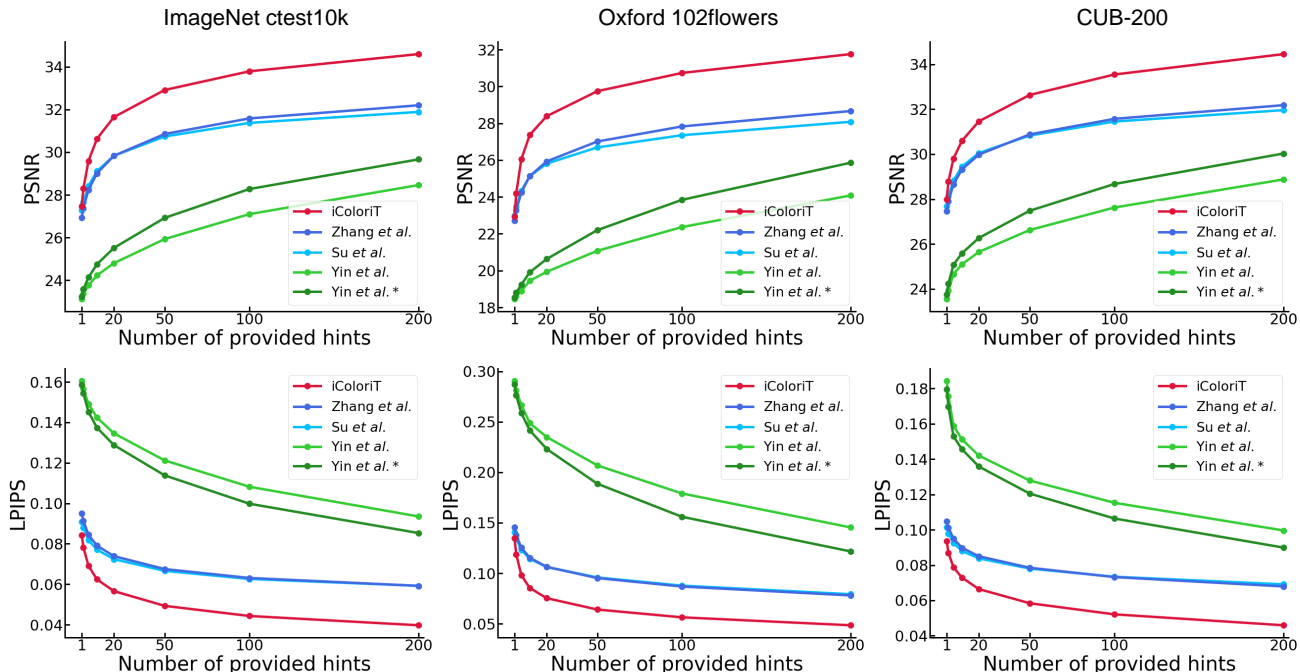 ImageNet ctest10k
Oxford 102flowers
CUB-200
PSNR
34
32
30
28
26
24
iColoriT
Zhang et al.
Su et al.
Yin et al.
Yin et al.*
1 20 50 100 200
Number of provided hints
PSNR
32
30
28
26
24
22
20
18
iColoriT
Zhang et al.
Su et al.
Yin et al.
Yin et al.*
1 20 50 100 200
Number of provided hints
PSNR
34
32
30
28
26
24
iColoriT
Zhang et al.
Su et al.
Yin et al.
Yin et al.*
1 20 50 100 200
Number of provided hints
LPIPS
0.16
0.14
0.12
0.10
0.08
0.06
0.04
iColoriT
Zhang et al.
Su et al.
Yin et al.
Yin et al.*
1 20 50 100 200
Number of provided hints
LPIPS
0.30
0.25
0.20
0.15
0.10
0.05
iColoriT
Zhang et al.
Su et al.
Yin et al.
Yin et al.*
1 20 50 100 200
Number of provided hints
LPIPS
0.18
0.16
0.14
0.12
0.10
0.08
0.06
0.04
iColoriT
Zhang et al.
Su et al.
Yin et al.
Yin et al.*
1 20 50 100 200
Number of provided hints